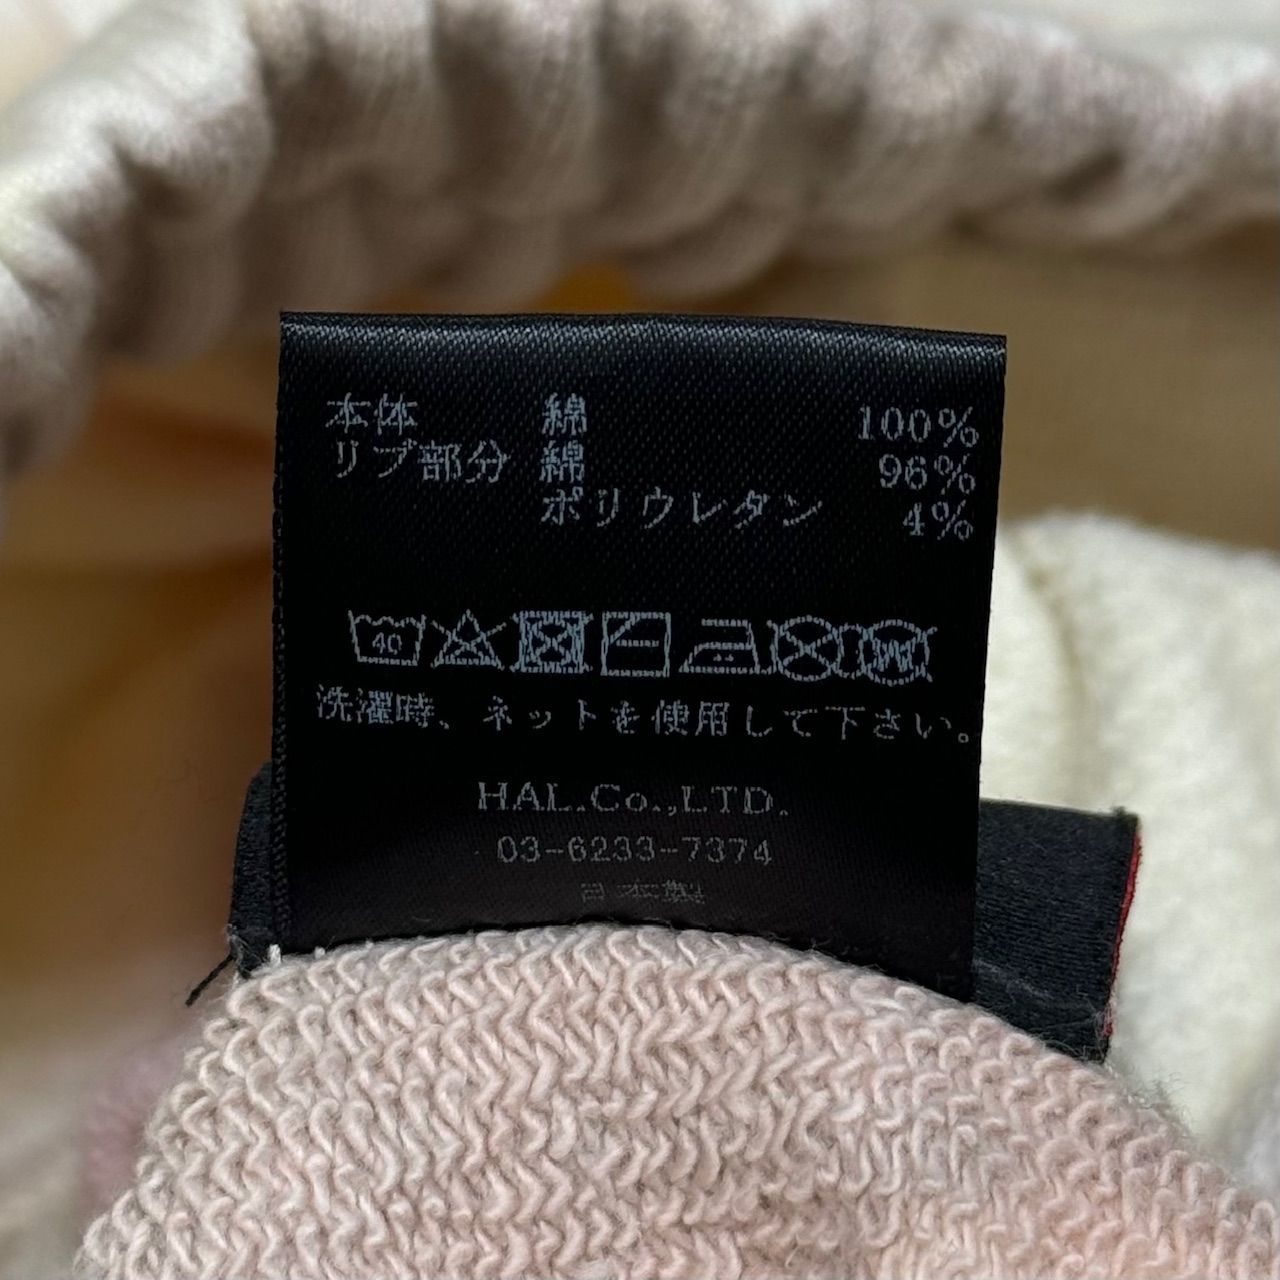 本体 綿 100%
リブ部分 綿 96%
ポリウレタン 4%
40
W
洗濯時、ネットを使用して下さい。
HAL.Co.,LTD.
03-6233-7374
日本製